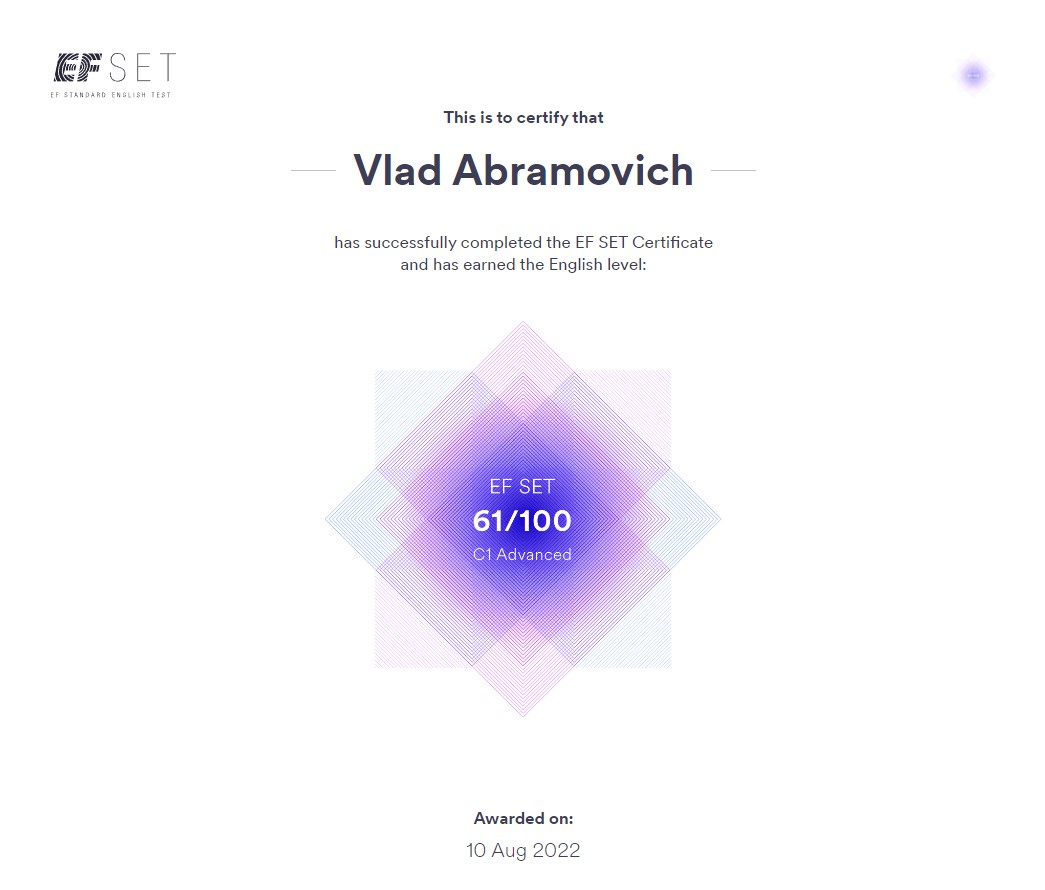 EF SET
EF STANDARD ENGLISH TEST
This is to certify that
Vlad Abramovich
has successfully completed the EF SET Certificate
and has earned the English level:
EF SET
61/100
C1 Advanced
Awarded on:
10 Aug 2022